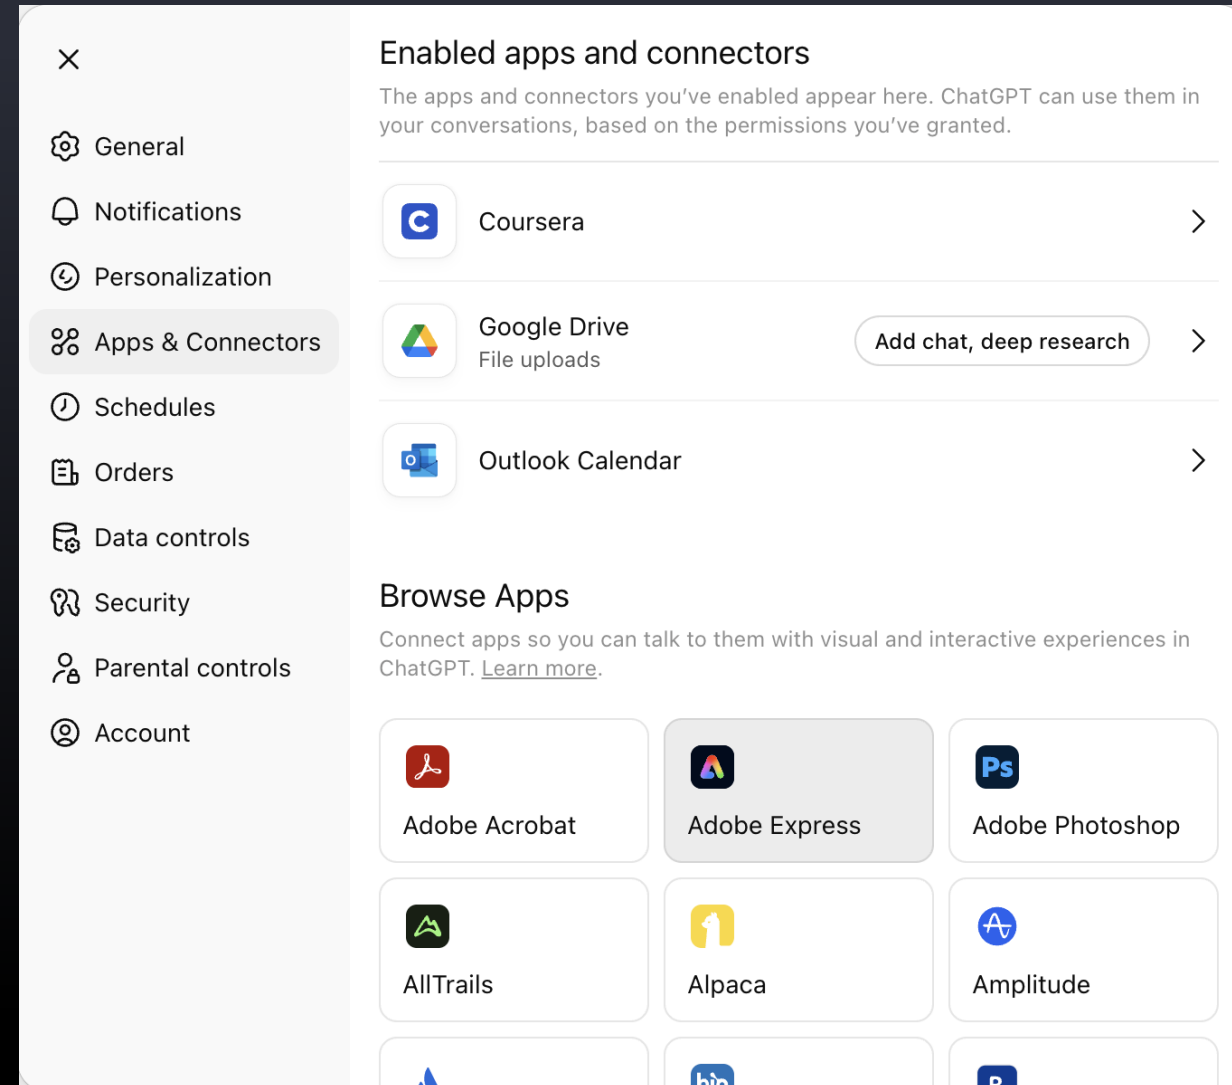 Enabled apps and connectors
The apps and connectors you’ve enabled appear here. ChatGPT can use them in
your conversations, based on the permissions you’ve granted.
General
Notifications
Personalization
Apps & Connectors
Schedules
Orders
Data controls
Security
Parental controls
Account
C
Coursera
Google Drive
File uploads
Add chat, deep research
O
Outlook Calendar
Browse Apps
Connect apps so you can talk to them with visual and interactive experiences in
ChatGPT. Learn more.
Adobe Acrobat
Adobe Express
Ps
Adobe Photoshop
AllTrails
Alpaca
Amplitude